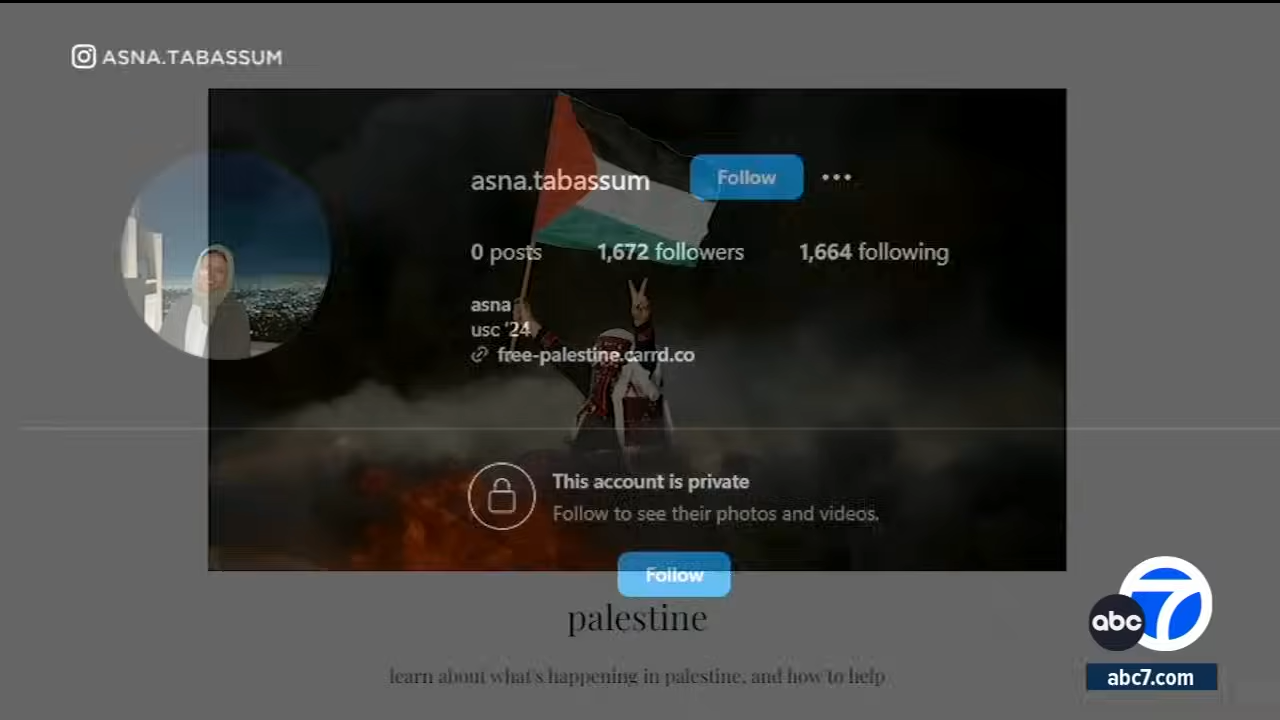 ASNA.TABASSUM
asna.tabassum Follow
0 posts 1,672 followers 1,664 following
asna
usc '24
free-palestine.carrd.co
This account is private
Follow to see their photos and videos.
Follow
palestine
learn about what's happening in palestine, and how to help
abc 7
abc7.com